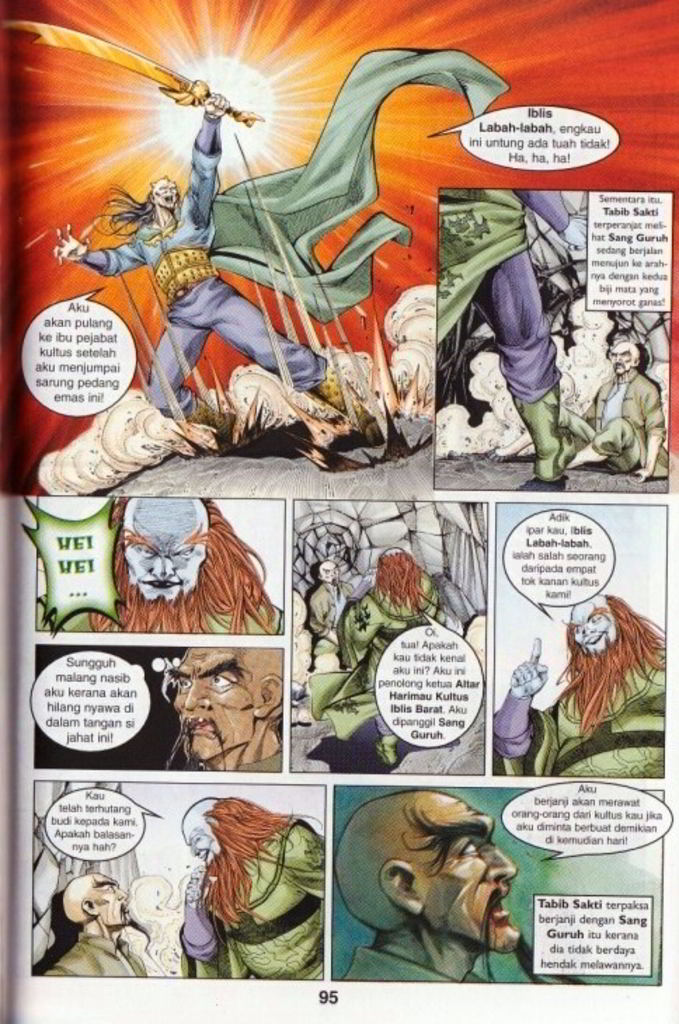 Iblis
Labah-labah, engkau
ini untung ada tuah tidak!
Ha, ha, ha!
Aku
akan pulang
ke ibu pejabat
kultus setelah
aku menjumpai
sarung pedang
emas ini!
Sementara itu,
Tabib Sakti
terperanjat meli-
hat Sang Guruh
sedang berjalan
menujun ke arah-
nya dengan kedua
biji mata yang
menyorot ganas!
HEI
HEI
...
Sungguh
malang nasib
aku kerana akan
hilang nyawa di
dalam tangan si
jahat ini!
Oi,
tua! Apakah
kau tidak kenal
aku ini? Aku ini
penolong ketua Altar
Harimau Kultus
Iblis Barat. Aku
dipanggil Sang
Guruh.
Adik
ipar kau, Iblis
Labah-labah,
ialah salah seorang
daripada empat
tok kanan kultus
kami!
Kau
telah terhutang
budi kepada kami.
Apakah balasan-
nya hah?
Aku
berjanji akan merawat
orang-orang dari kultus kau jika
aku diminta berbuat demikian
di kemudian hari!
Tabib Sakti terpaksa
berjanji dengan Sang
Guruh itu kerana
dia tidak berdaya
hendak melawannya.
95